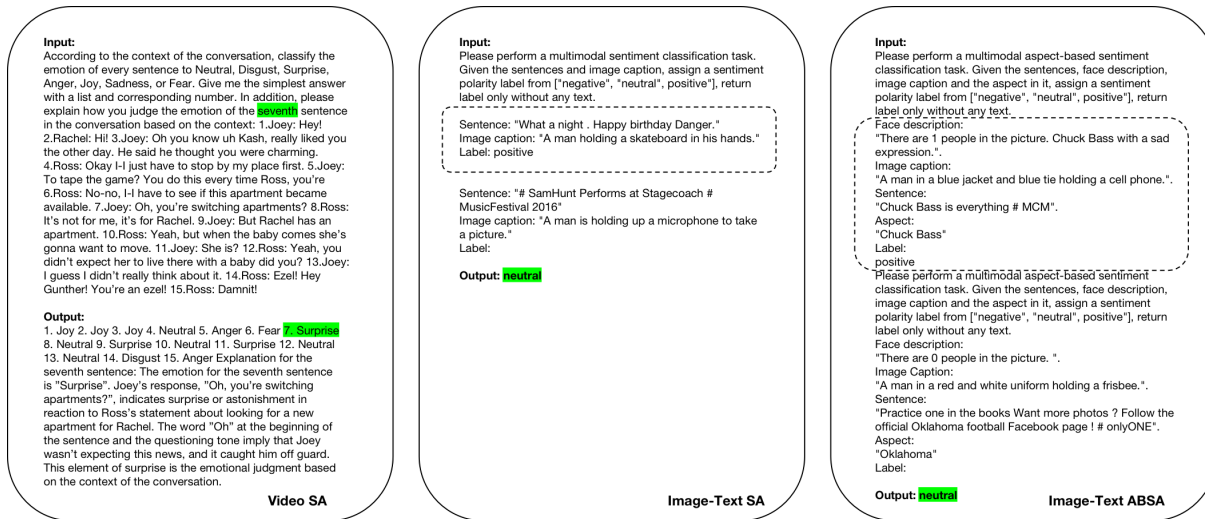 Input:
According to the context of the conversation, classify the
emotion of every sentence to Neutral, Disgust, Surprise,
Anger, Joy, Sadness, or Fear. Give me the simplest answer
with a list and corresponding number. In addition, please
explain how you judge the emotion of the seventh sentence
in the conversation based on the context: 1.Joey: Hey!
2.Rachel: Hi! 3.Joey: Oh you know uh Kash, really liked you
the other day. He said he thought you were charming.
4.Ross: Okay I-I just have to stop by my place first. 5.Joey:
To tape the game? You do this every time Ross, you're
6.Ross: No-no, I-I have to see if this apartment became
available. 7.Joey: Oh, you're switching apartments? 8.Ross:
It's not for me, it's for Rachel. 9.Joey: But Rachel has an
apartment. 10.Ross: Yeah, but when the baby comes she's
gonna want to move. 11.Joey: She is? 12.Ross: Yeah, you
didn't expect her to live there with a baby did you? 13.Joey:
I guess I didn't really think about it. 14.Ross: Ezel! Hey
Gunther! You're an ezel! 15.Ross: Damnit!
Output:
1. Joy 2. Joy 3. Joy 4. Neutral 5. Anger 6. Fear 7. Surprise
8. Neutral 9. Surprise 10. Neutral 11. Surprise 12. Neutral
13. Neutral 14. Disgust 15. Anger Explanation for the
seventh sentence: The emotion for the seventh sentence
is "Surprise". Joey's response, "Oh, you're switching
apartments?", indicates surprise or astonishment in
reaction to Ross's statement about looking for a new
apartment for Rachel. The word "Oh" at the beginning of
the sentence and the questioning tone imply that Joey
wasn't expecting this news, and it caught him off guard.
This element of surprise is the emotional judgment based
on the context of the conversation.
Video SA
Input:
Please perform a multimodal sentiment classification task.
Given the sentences and image caption, assign a sentiment
polarity label from ["negative", "neutral", positive"], return
label only without any text.
Sentence: "What a night . Happy birthday Danger."
Image caption: "A man holding a skateboard in his hands."
Label: positive
Sentence: "# SamHunt Performs at Stagecoach #
MusicFestival 2016"
Image caption: "A man is holding up a microphone to take
a picture."
Label:
Output: neutral
Image-Text SA
Input:
Please perform a multimodal aspect-based sentiment
classification task. Given the sentences, face description,
image caption and the aspect in it, assign a sentiment
polarity label from ["negative", "neutral", positive"], return
label only without any text.
Face description:
"There are 1 people in the picture. Chuck Bass with a sad
expression.".
Image caption:
"A man in a blue jacket and blue tie holding a cell phone.".
Sentence:
"Chuck Bass is everything # MCM".
Aspect:
"Chuck Bass"
Label:
positive
Please perform a multimodal aspect-based sentiment
classification task. Given the sentences, face description,
image caption and the aspect in it, assign a sentiment
polarity label from ["negative", "neutral", positive"], return
label only without any text.
Face description:
"There are 0 people in the picture. ".
Image Caption:
"A man in a red and white uniform holding a frisbee.".
Sentence:
"Practice one in the books Want more photos ? Follow the
official Oklahoma football Facebook page ! # onlyONE".
Aspect:
"Oklahoma"
Label:
Output: neutral
Image-Text ABSA